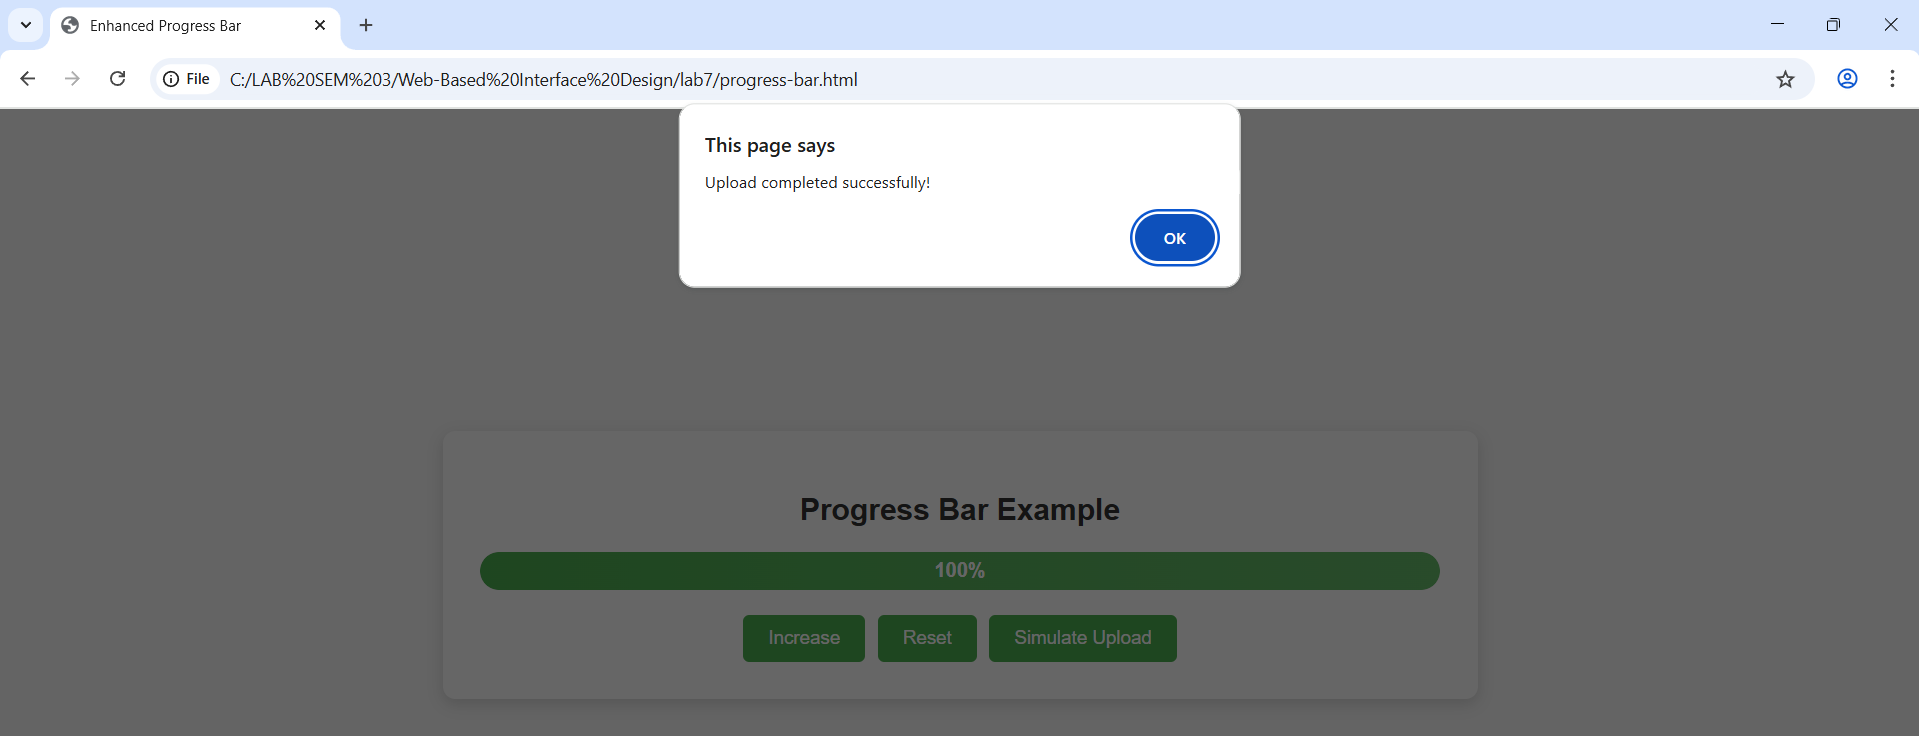 Enhanced Progress Bar
File C:/LAB%20SEM%203/Web-Based%20Interface%20Design/lab7/progress-bar.html
This page says
Upload completed successfully!
OK
Progress Bar Example
100%
Increase Reset Simulate Upload